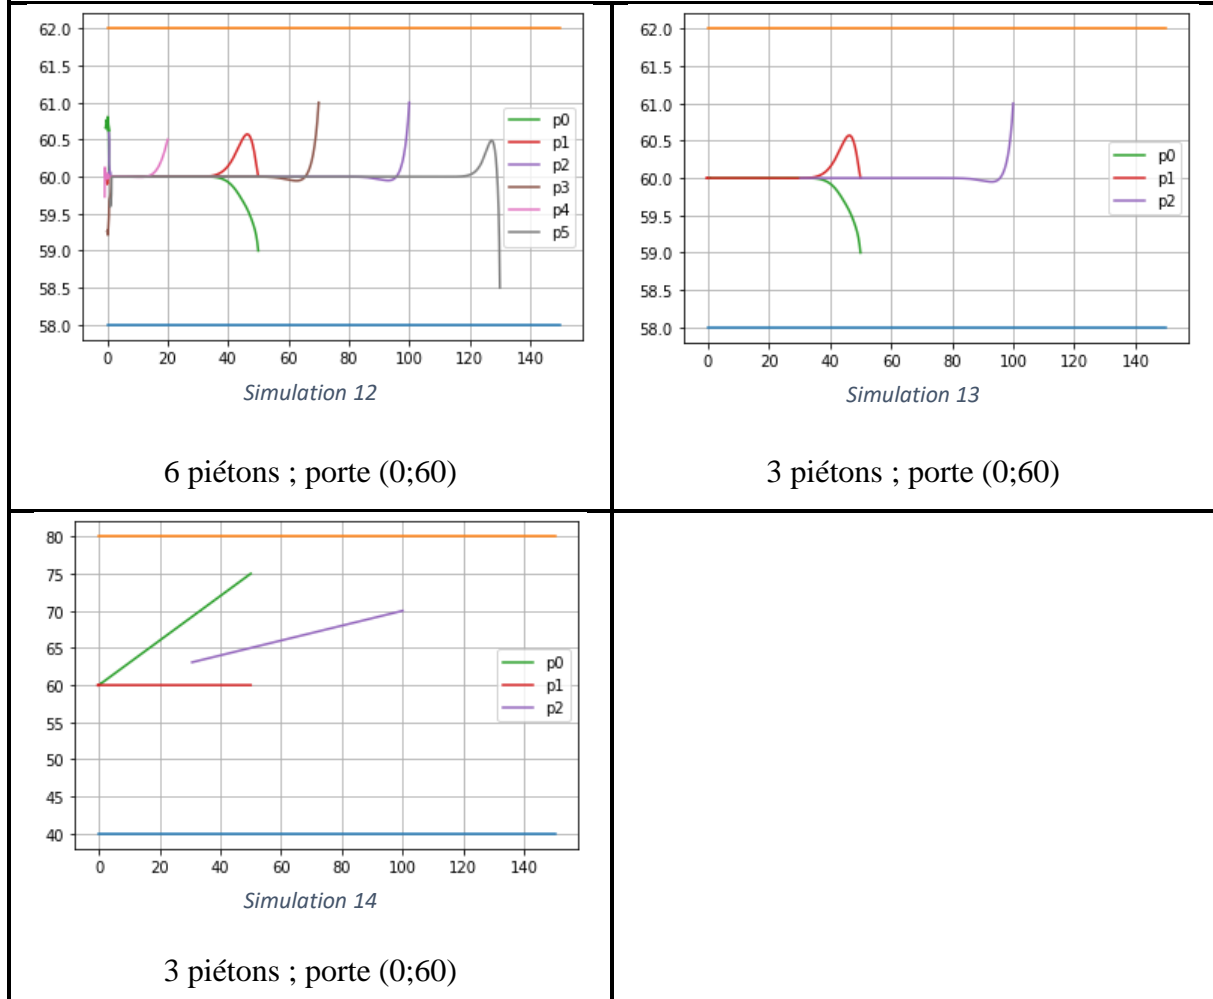 62.0
61.5
61.0
60.5
60.0
59.5
59.0
58.5
58.0
0 20 40 60 80 100 120 140
p0
p1
p2
p3
p4
p5
Simulation 12
6 piétons ; porte (0;60)
62.0
61.5
61.0
60.5
60.0
59.5
59.0
58.5
58.0
0 20 40 60 80 100 120 140
p0
p1
p2
Simulation 13
3 piétons ; porte (0;60)
80
75
70
65
60
55
50
45
40
0 20 40 60 80 100 120 140
p0
p1
p2
Simulation 14
3 piétons ; porte (0;60)